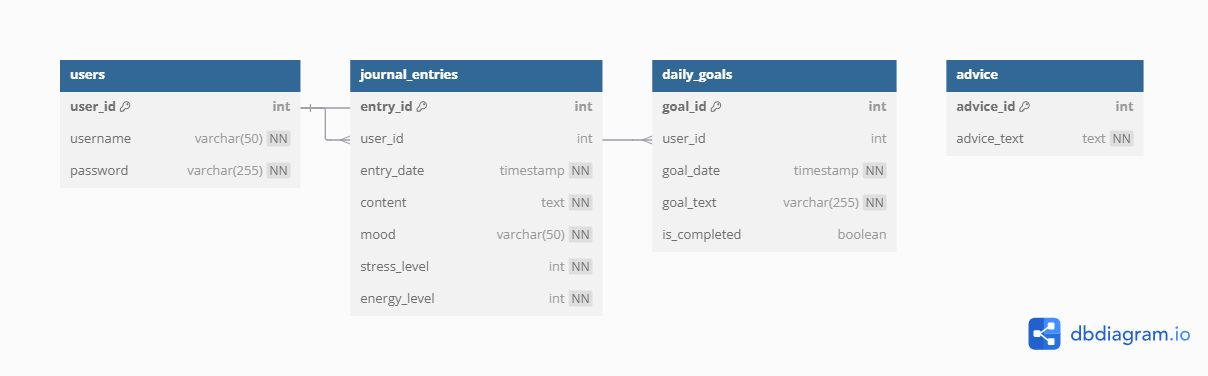 users
user_id int
username varchar(50) NN
password varchar(255) NN
journal_entries
entry_id int
user_id int
entry_date timestamp NN
content text NN
mood varchar(50) NN
stress_level int NN
energy_level int NN
daily_goals
goal_id int
user_id int
goal_date timestamp NN
goal_text varchar(255) NN
is_completed boolean
advice
advice_id int
advice_text text NN
dbdiagram.io